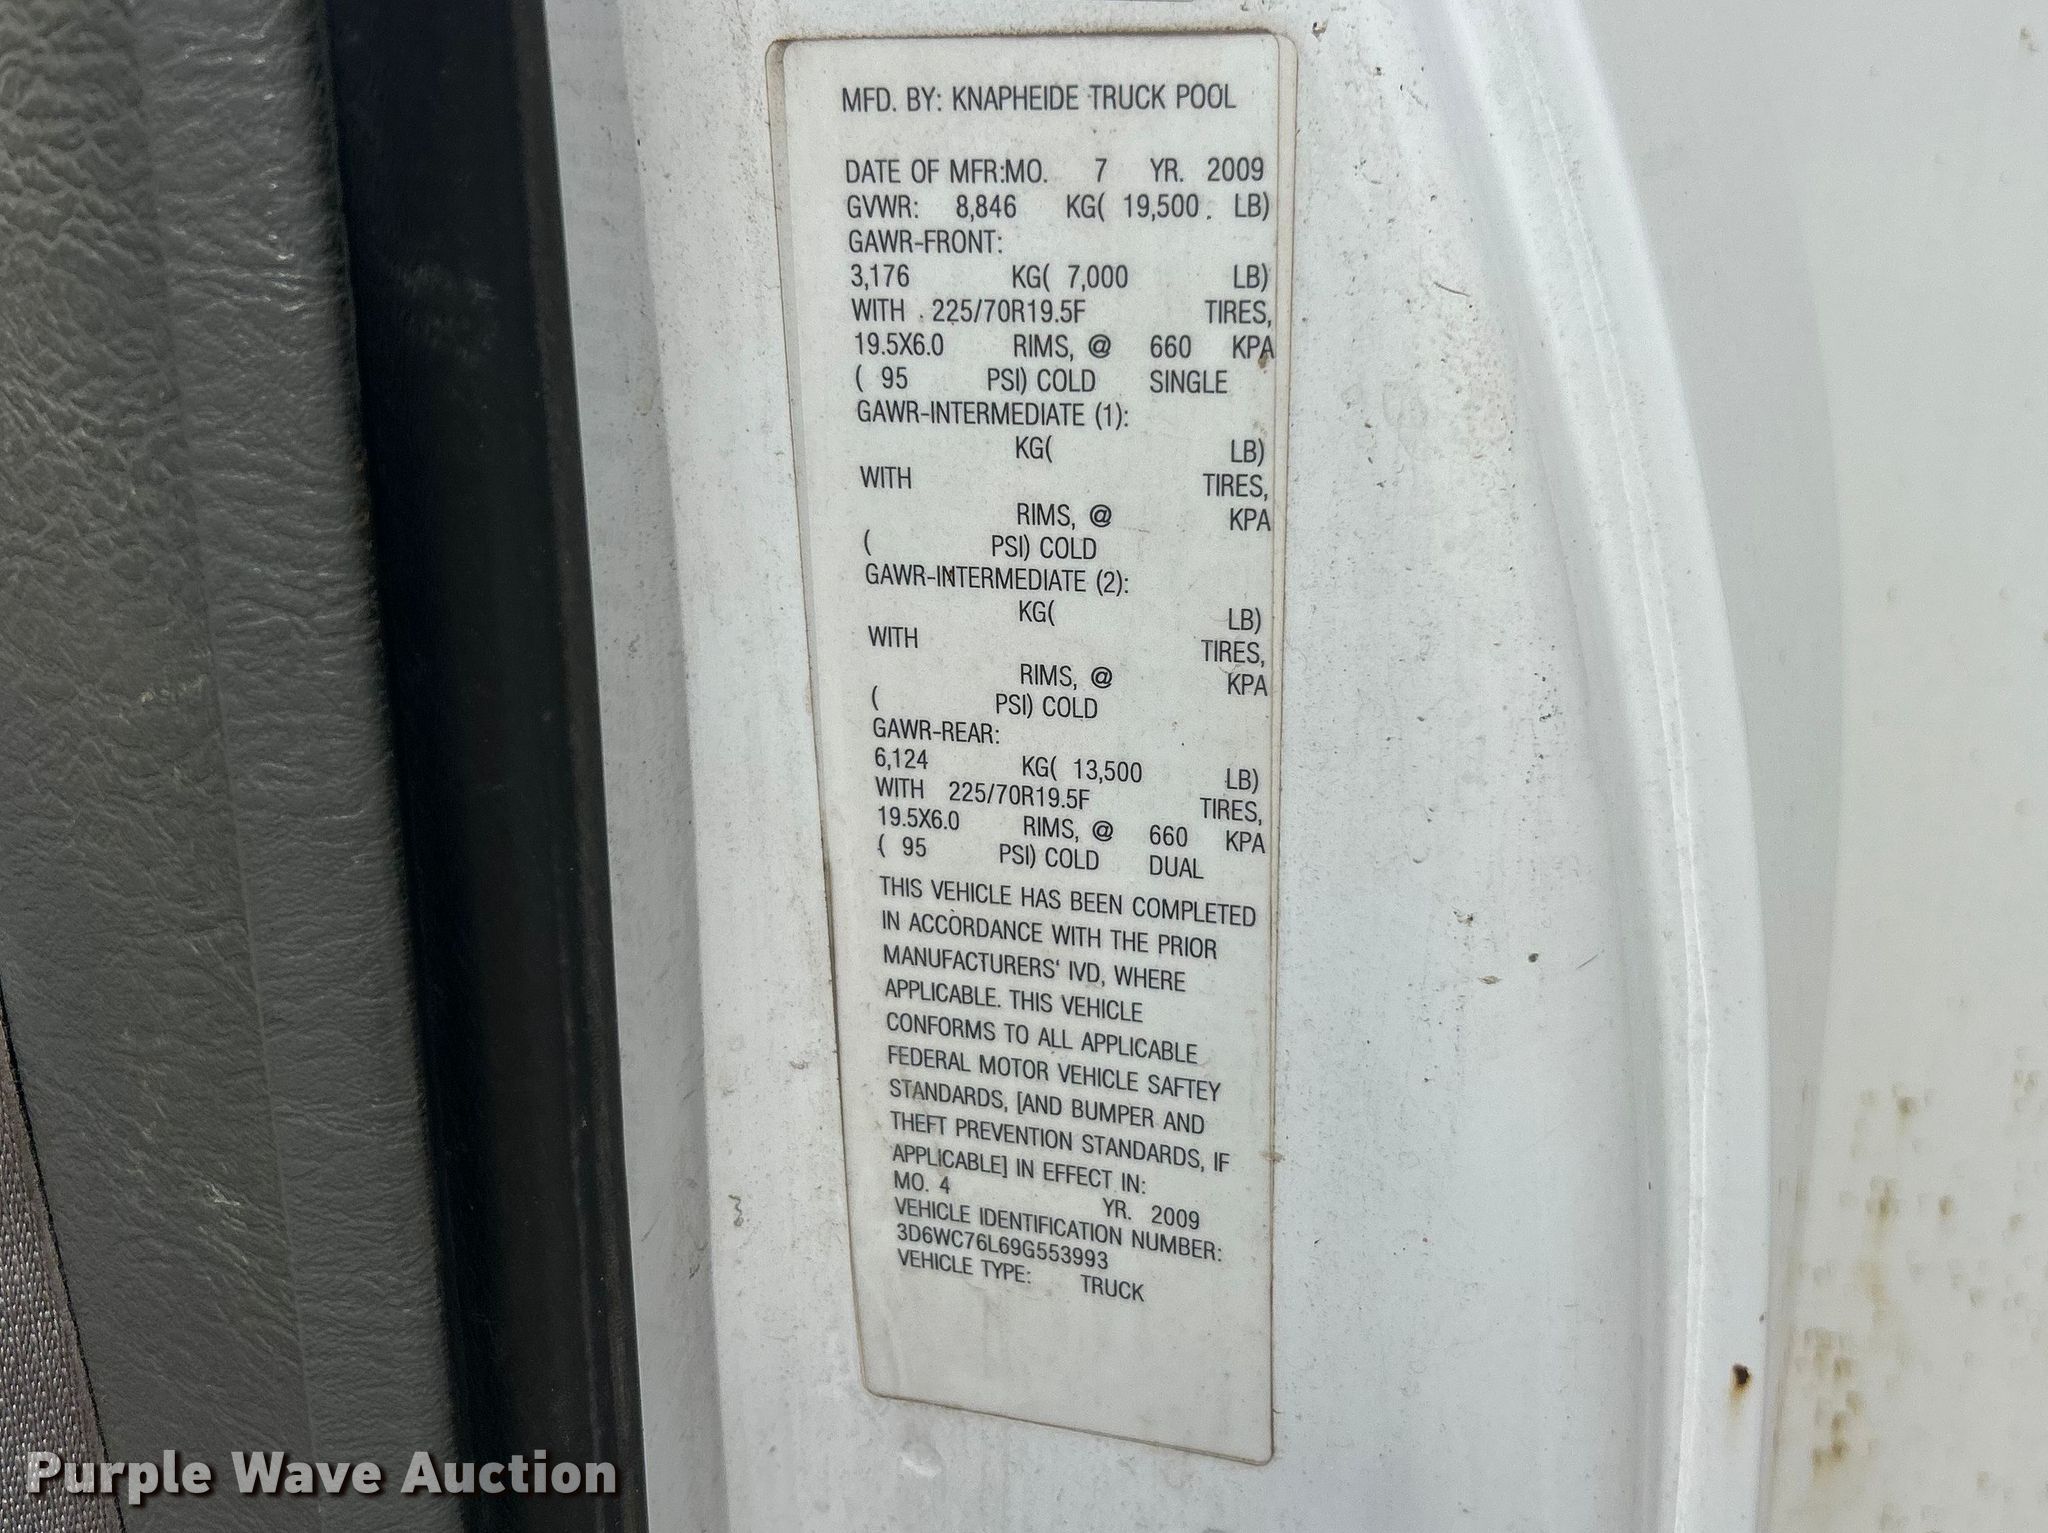 MFD. BY: KNAPHEIDE TRUCK POOL
DATE OF MFR:MO. 7 YR. 2009
GVWR: 8,846 KG( 19,500 LB)
GAWR-FRONT:
3,176 KG( 7,000 LB)
WITH 225/70R19.5F TIRES,
19.5X6.0 RIMS, @ 660 KPA
( 95 PSI) COLD SINGLE
GAWR-INTERMEDIATE (1):
KG( LB)
WITH TIRES,
RIMS, @ KPA
( PSI) COLD
GAWR-INTERMEDIATE (2):
KG( LB)
WITH TIRES,
RIMS, @ KPA
( PSI) COLD
GAWR-REAR:
6,124 KG( 13,500 LB)
WITH 225/70R19.5F TIRES,
19.5X6.0 RIMS, @ 660 KPA
( 95 PSI) COLD DUAL
THIS VEHICLE HAS BEEN COMPLETED
IN ACCORDANCE WITH THE PRIOR
MANUFACTURERS' IVD, WHERE
APPLICABLE. THIS VEHICLE
CONFORMS TO ALL APPLICABLE
FEDERAL MOTOR VEHICLE SAFTEY
STANDARDS, [AND BUMPER AND
THEFT PREVENTION STANDARDS, IF
APPLICABLE] IN EFFECT IN:
MO. 4 YR. 2009
VEHICLE IDENTIFICATION NUMBER:
3D6WC76L69G553993
VEHICLE TYPE: TRUCK
Purple Wave Auction